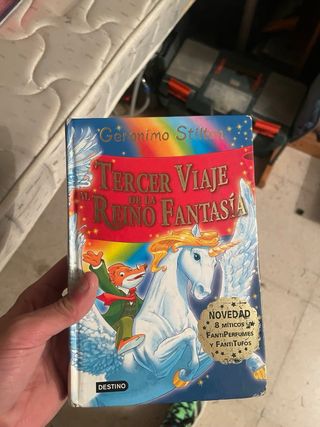 Geronimo Stilton
TERCER VIAJE
AL DE LA
REINO FANTASÍA
NOVEDAD
8 MÍTICOS
FANTIPERFUMES
Y FANTITUFOS
DESTINO